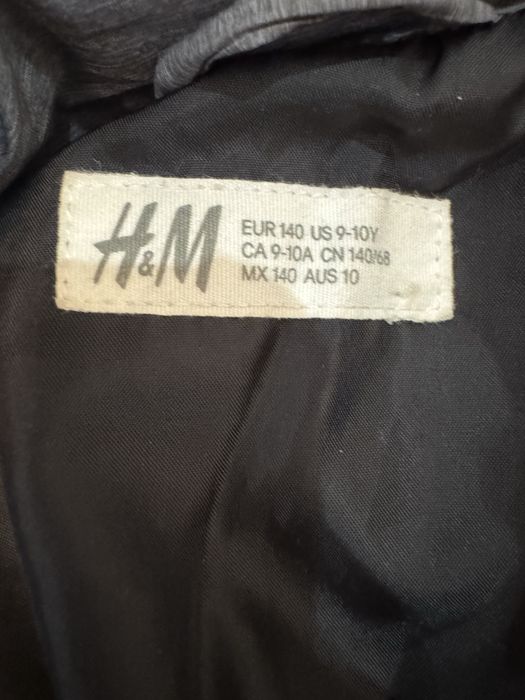 H&M
EUR 140 US 9-10Y
CA 9-10A CN 140/68
MX 140 AUS 10